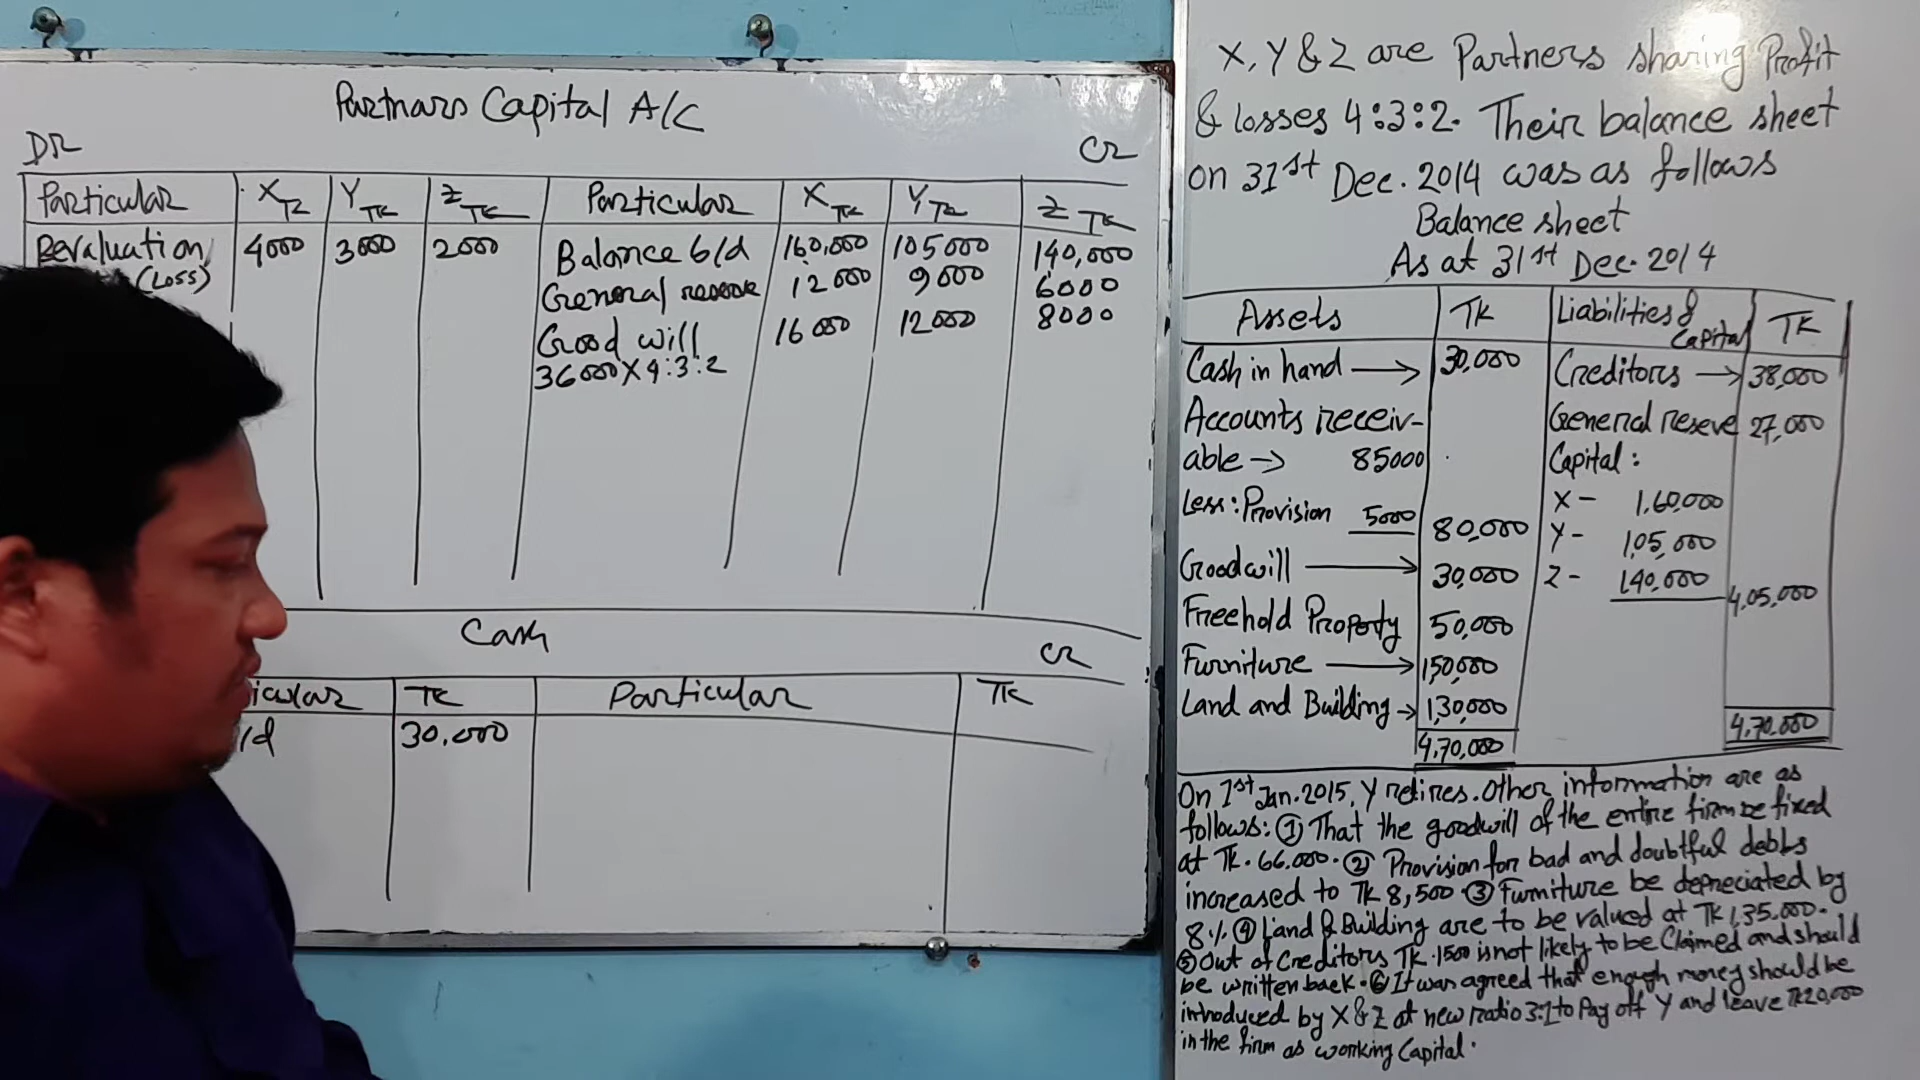 Partnars Capital A/C
DR
CR
Particular X TK Y TK Z TK Particular X TK Y TK Z TK
Revaluation 4000 3000 2000 Balance b/d 160,000 105000 140,000
(Loss) General reserve 12000 9000 6000
Good will 16000 12000 8000
36000 X 4:3:2
Cash
CR
icular TK Particular TK
/d 30,000
X, Y & Z are Partners sharing Profit
& losses 4:3:2. Their balance sheet
on 31st Dec. 2014 was as follows
Balance sheet
As at 31st Dec. 2014
Assets TK Liabilities & Capital TK
Cash in hand → 30,000 Creditors → 38,000
Accounts receiv- General reseve 27,000
able → 85000 Capital:
Less: Provision 5000 80,000 X - 1,60,000
Goodwill → 30,000 Y - 1,05,000
Freehold Property 50,000 Z - 140,000 4,05,000
Furniture → 1,50,000
Land and Building → 1,30,000
4,70,000 4,70,000
On 1st Jan. 2015, Y retires. Other information are as
follows: ① That the goodwill of the entire firm be fixed
at TK. 66.000. ② Provision for bad and doubtful debts
increased to TK 8,500 ③ Furniture be depreciated by
8%. ④ Land & Building are to be valued at TK 1,35.000.
⑤ Out of Creditors TK. 1500 is not likely to be Claimed and should
be written back. ⑥ It was agreed that enough money should be
introduced by X & Z at new ratio 3:1 to Pay off Y and leave TK20,000
in the firm as working Capital.